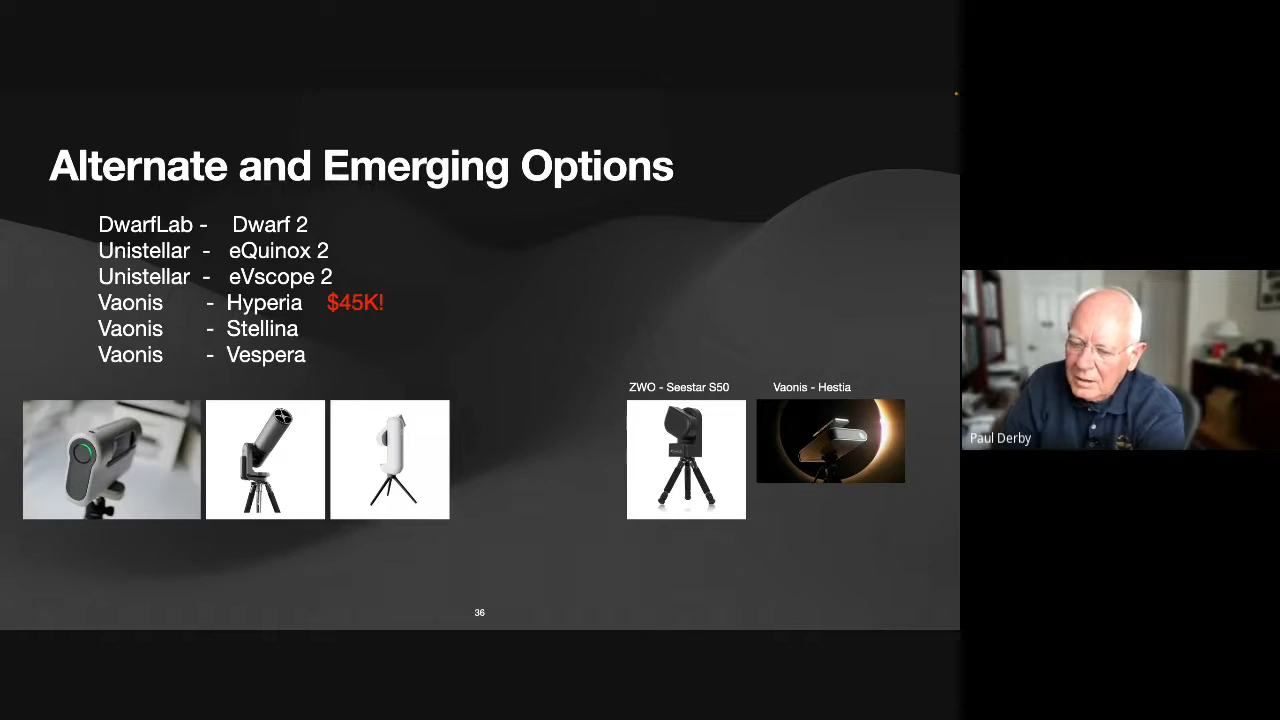 Alternate and Emerging Options
DwarfLab - Dwarf 2
Unistellar - eQuinox 2
Unistellar - eVscope 2
Vaonis - Hyperia $45K!
Vaonis - Stellina
Vaonis - Vespera
ZWO - Seestar S50
Vaonis - Hestia
Paul Derby
36